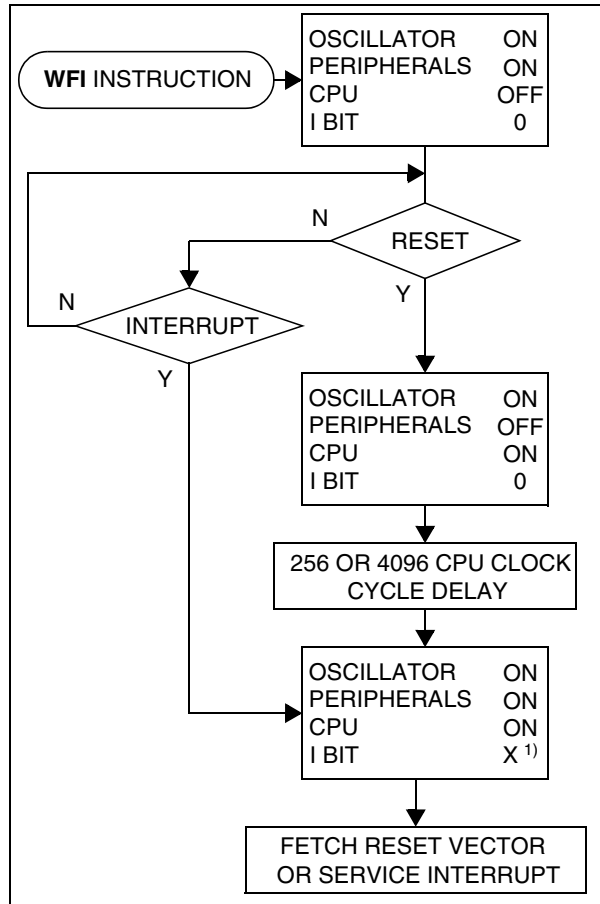 WFI INSTRUCTION
OSCILLATOR ON
PERIPHERALS ON
CPU OFF
I BIT 0
N
RESET
Y
N
INTERRUPT
Y
OSCILLATOR ON
PERIPHERALS OFF
CPU ON
I BIT 0
256 OR 4096 CPU CLOCK
CYCLE DELAY
OSCILLATOR ON
PERIPHERALS ON
CPU ON
I BIT X 1)
FETCH RESET VECTOR
OR SERVICE INTERRUPT